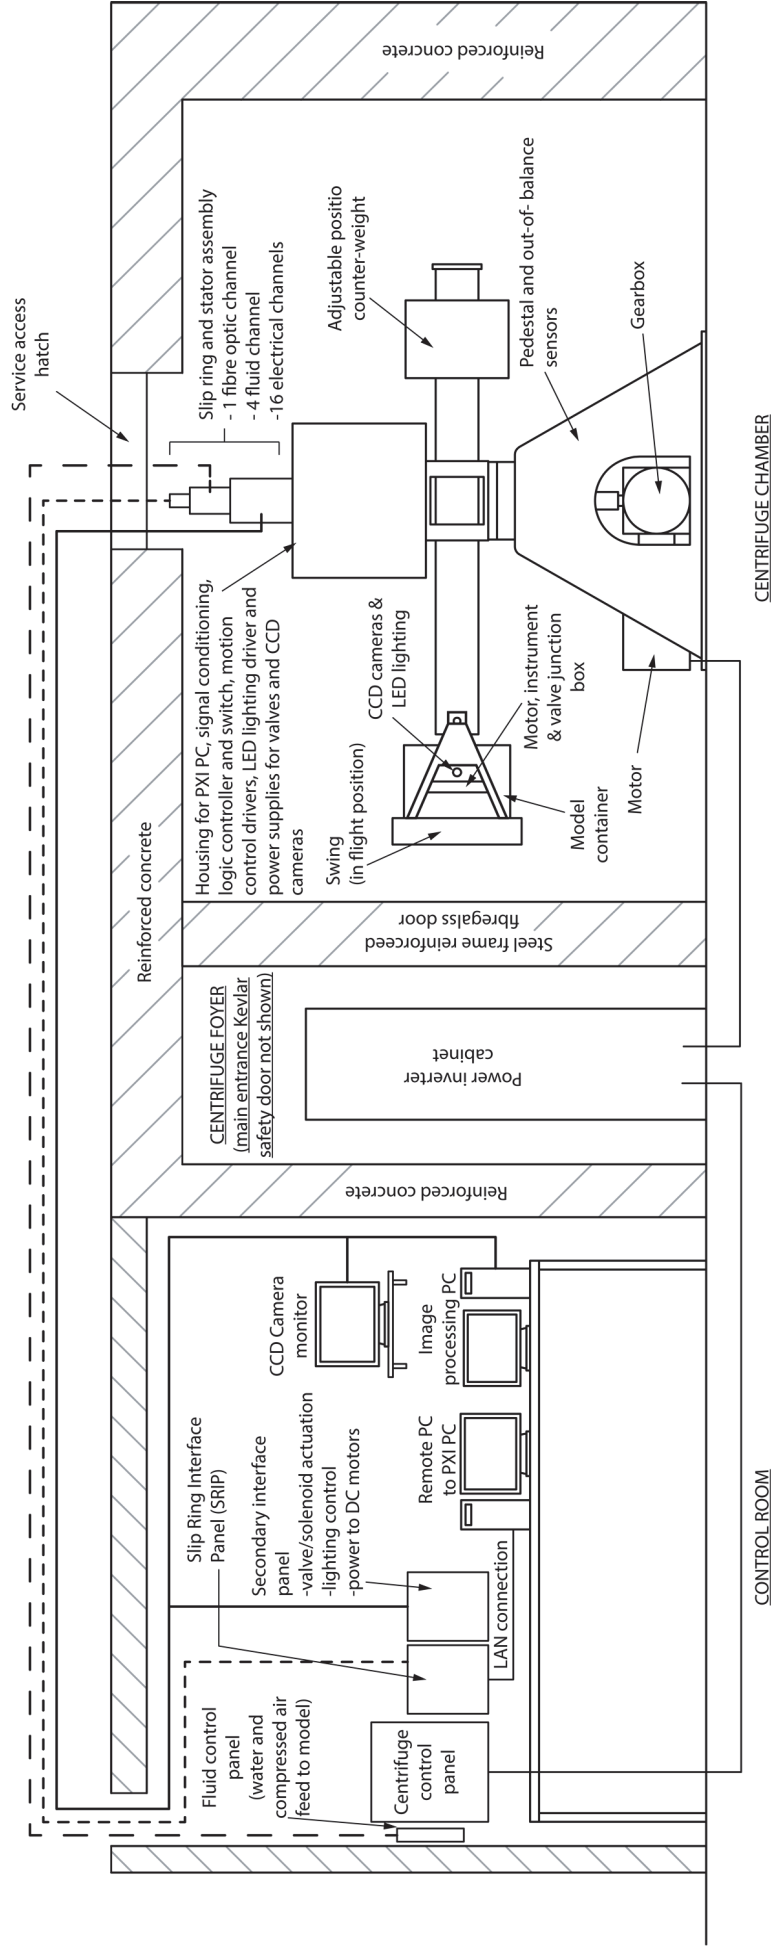 Service access
hatch
Reinforced concrete
Reinforced concrete
Slip ring and stator assembly
- 1 fibre optic channel
- 4 fluid channel
-16 electrical channels
Adjustable positio
counter-weight
Pedestal and out-of- balance
sensors
Gearbox
Housing for PXI PC, signal conditioning,
logic controller and switch, motion
control drivers, LED lighting driver and
power supplies for valves and CCD
cameras
CCD cameras &
LED lighting
Motor, instrument
& valve junction
box
Swing
(in flight position)
Model
container
Motor
Steel frame reinforceed
fibregalss door
CENTRIFUGE FOYER
(main entrance Kevlar
safety door not shown)
Power inverter
cabinet
Reinforced concrete
CCD Camera
monitor
Image
processing PC
Remote PC
to PXI PC
Slip Ring Interface
Panel (SRIP)
Secondary interface
panel
-valve/solenoid actuation
-lighting control
-power to DC motors
LAN connection
Fluid control
panel
(water and
compressed air
feed to model)
Centrifuge
control
panel
CONTROL ROOM
CENTRIFUGE CHAMBER